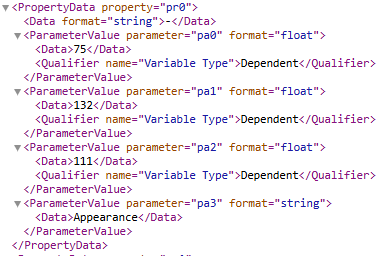 ▼<PropertyData property="pr0">
<Data format="string">-</Data>
▼<ParameterValue parameter="pa0" format="float">
<Data>75</Data>
<Qualifier name="Variable Type">Dependent</Qualifier>
</ParameterValue>
▼<ParameterValue parameter="pa1" format="float">
<Data>132</Data>
<Qualifier name="Variable Type">Dependent</Qualifier>
</ParameterValue>
▼<ParameterValue parameter="pa2" format="float">
<Data>111</Data>
<Qualifier name="Variable Type">Dependent</Qualifier>
</ParameterValue>
▼<ParameterValue parameter="pa3" format="string">
<Data>Appearance</Data>
</ParameterValue>
</PropertyData>